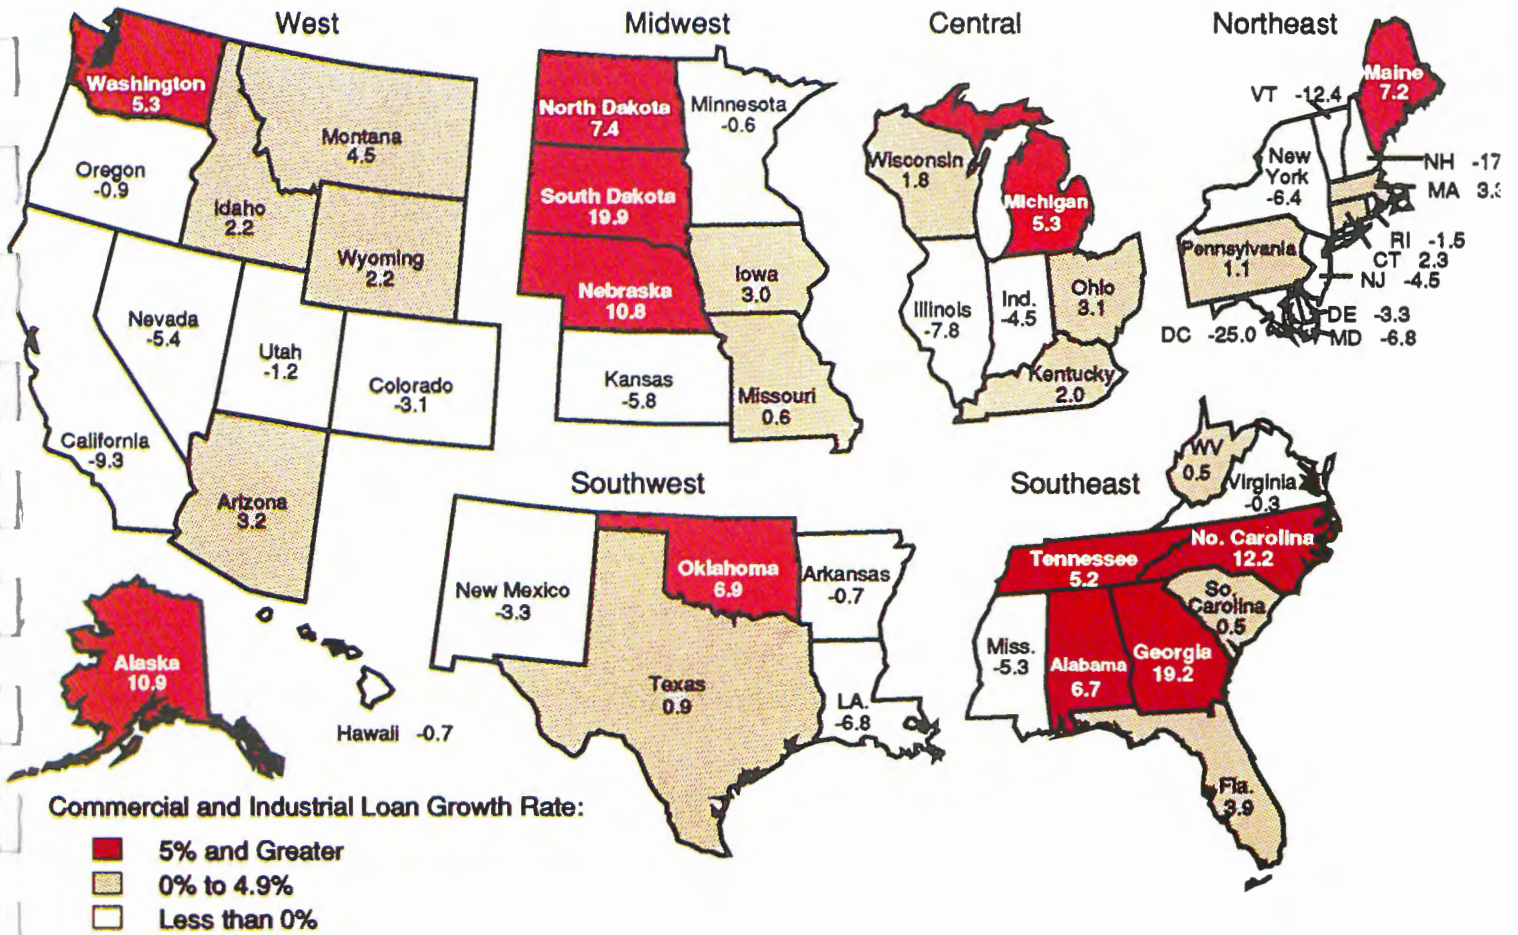 West
Midwest
Central
Northeast
Washington
5.3
Montana
4.5
Oregon
-0.9
Idaho
2.2
Wyoming
2.2
Nevada
-5.4
Utah
-1.2
Colorado
-3.1
California
-9.3
Arizona
3.2
Alaska
10.9
Hawaii -0.7
North Dakota
7.4
Minnesota
-0.6
South Dakota
19.9
Nebraska
10.8
Iowa
3.0
Kansas
-5.8
Missouri
0.6
Wisconsin
1.8
Michigan
5.3
Illinois
-7.8
Ind.
-4.5
Ohio
3.1
Kentucky
2.0
Maine
7.2
VT -12.4
New
York
-6.4
NH -17
MA 3.3
Pennsylvania
1.1
RI -1.5
CT 2.3
NJ -4.5
DE -3.3
DC -25.0
MD -6.8
Southwest
New Mexico
-3.3
Oklahoma
6.9
Arkansas
-0.7
Texas
0.9
LA.
-6.8
Southeast
WV
0.5
Virginia
-0.3
No. Carolina
12.2
Tennessee
5.2
So.
Carolina
0.5
Miss.
-5.3
Alabama
6.7
Georgia
19.2
Fla.
3.9
Commercial and Industrial Loan Growth Rate:
5% and Greater
0% to 4.9%
Less than 0%